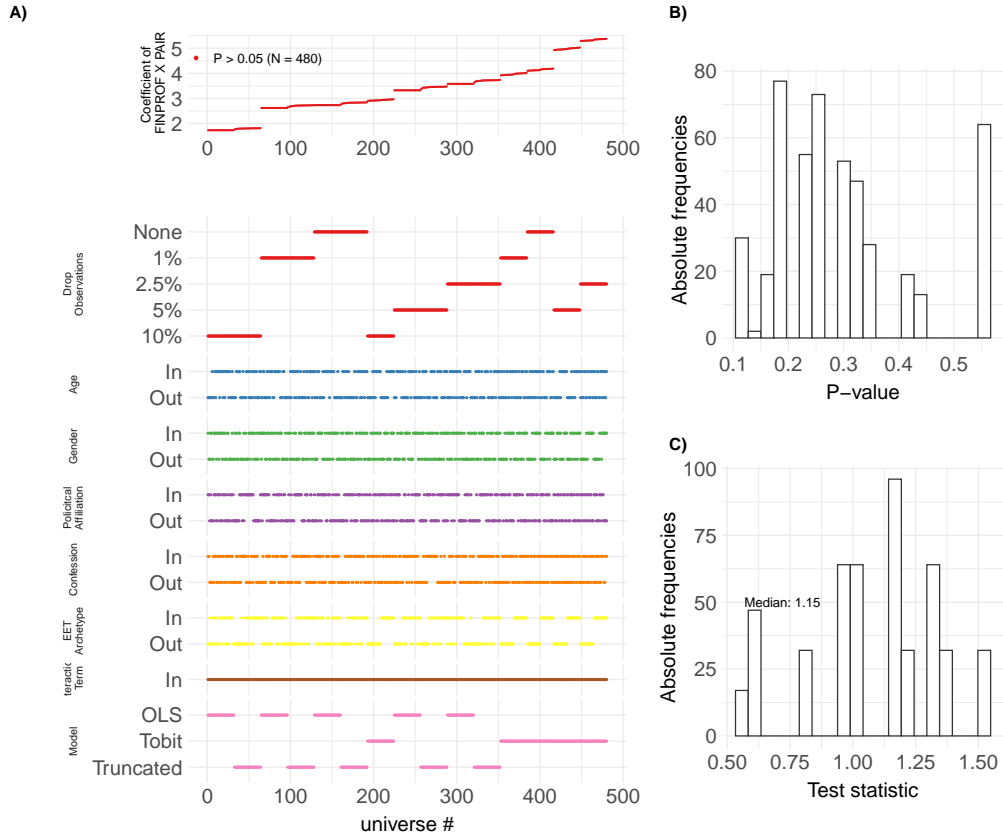 A)
Coefficient of
FINPROF X PAIR
5
4
3
2
P > 0.05 (N = 480)
0 100 200 300 400 500
Drop
Observations
None
1%
2.5%
5%
10%
Age
In
Out
Gender
In
Out
Policitcal
Affiliation
In
Out
Confession
In
Out
EET
Archetype
In
Out
teractic
Term
In
Model
OLS
Tobit
Truncated
0 100 200 300 400 500
universe #
B)
Absolute frequencies
80
60
40
20
0
0.1 0.2 0.3 0.4 0.5
P−value
C)
Absolute frequencies
100
75
50
25
0
Median: 1.15
0.50 0.75 1.00 1.25 1.50
Test statistic